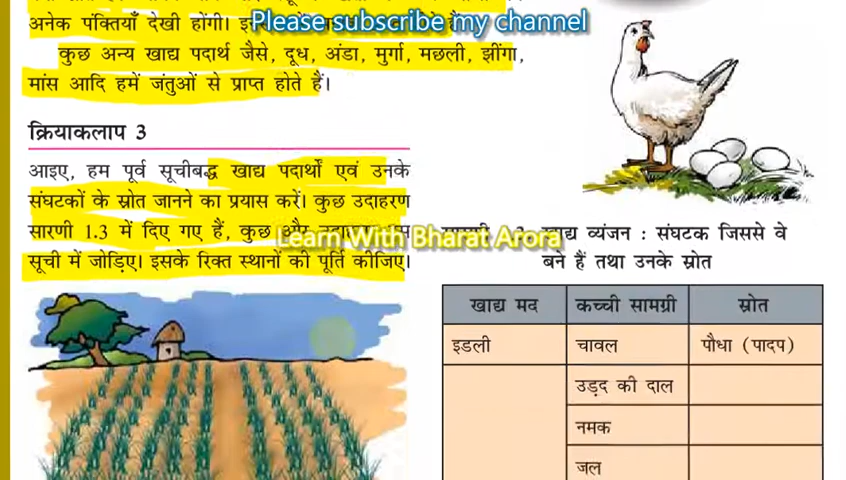 Please subscribe my channel
अनेक पंक्तियाँ देखी होंगी।
कुछ अन्य खाद्य पदार्थ जैसे, दूध, अंडा, मुर्गा, मछली, झींगा,
मांस आदि हमें जंतुओं से प्राप्त होते हैं।
क्रियाकलाप 3
आइए, हम पूर्व सूचीबद्ध खाद्य पदार्थों एवं उनके
संघटकों के स्रोत जानने का प्रयास करें। कुछ उदाहरण
सारणी 1.3 में दिए गए हैं, कुछ और
सूची में जोड़िए। इसके रिक्त स्थानों की पूर्ति कीजिए।
Learn With Bharat Arora
खाद्य व्यंजन : संघटक जिससे वे
बने हैं तथा उनके स्रोत
खाद्य मद कच्ची सामग्री स्रोत
इडली चावल पौधा (पादप)
उड़द की दाल
नमक
जल